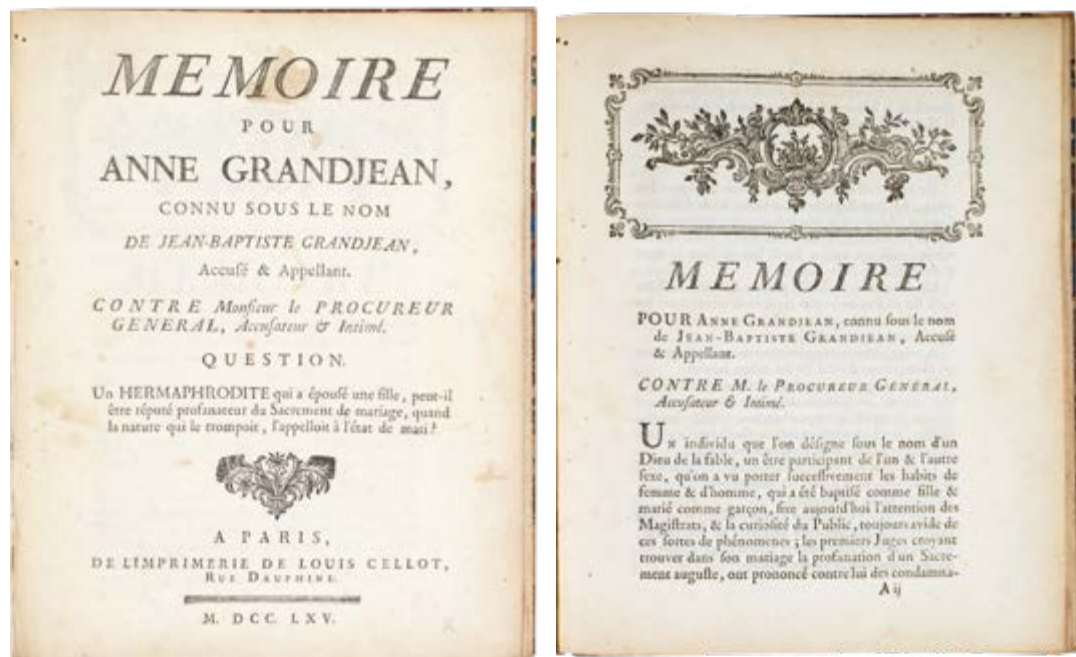 MEMOIRE
POUR
ANNE GRANDJEAN,
CONNU SOUS LE NOM
DE JEAN-BAPTISTE GRANDJEAN,
Accuſé & Appellant.
CONTRE Monſieur le PROCUREUR
GENERAL, Accuſateur & Intimé.
QUESTION.
Un HERMAPHRODITE qui a épouſé une fille, peut-il
être réputé profanateur du Sacrement de mariage, quand
la nature qui le trompoit, l'appelloit à l'état de mari?
A PARIS,
DE L'IMPRIMERIE DE LOUIS CELLOT,
RUE DAUPHINE.
M. DCC. LXV.
MEMOIRE
POUR ANNE GRANDJEAN, connu ſous le nom
de JEAN-BAPTISTE GRANDJEAN, Accuſé
& Appellant.
CONTRE M. le PROCUREUR GÉNÉRAL,
Accuſateur & Intimé.
UN individu que l'on déſigne ſous le nom d'un
Dieu de la fable, un être participant de l'un & l'autre
ſexe, qu'on a vu porter ſucceſſivement les habits de
femme & d'homme, qui a été baptiſé comme fille &
marié comme garçon, fixe aujourd'hui l'attention des
Magiſtrats, & la curioſité du Public, toujours avide de
ces ſortes de phénomenes; les premiers Juges croyant
trouver dans ſon mariage la profanation d'un Sacre-
ment auguſte, ont prononcé contre lui des condamna-
A ij